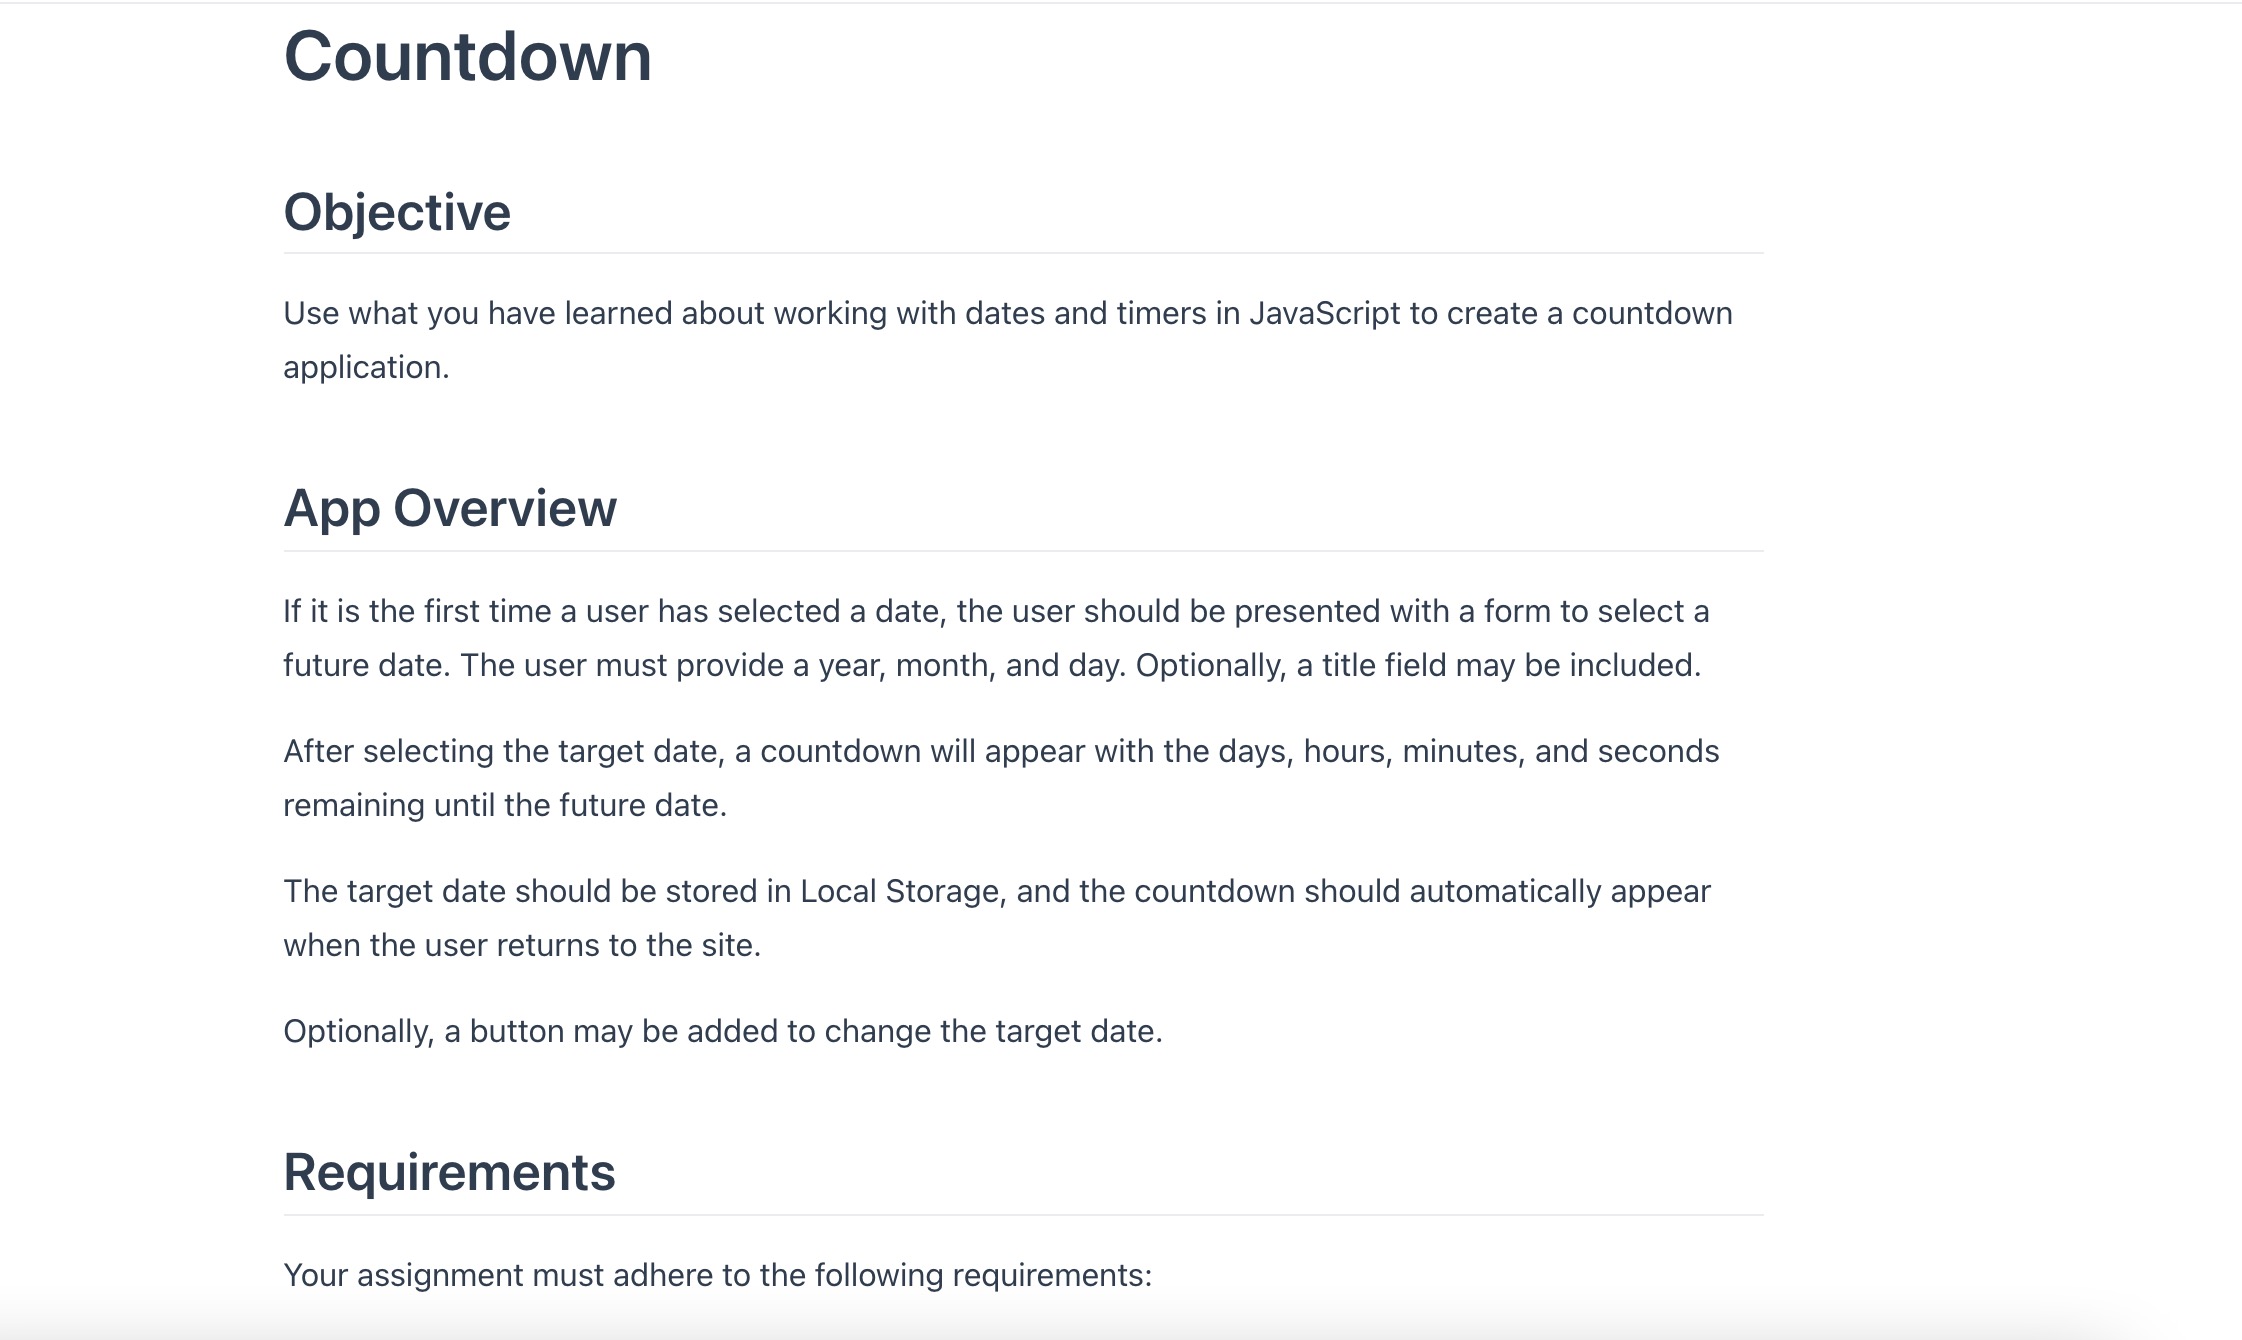 Countdown
Objective
Use what you have learned about working with dates and timers in JavaScript to create a countdown
application.
App Overview
If it is the first time a user has selected a date, the user should be presented with a form to select a
future date. The user must provide a year, month, and day. Optionally, a title field may be included.
After selecting the target date, a countdown will appear with the days, hours, minutes, and seconds
remaining until the future date.
The target date should be stored in Local Storage, and the countdown should automatically appear
when the user returns to the site.
Optionally, a button may be added to change the target date.
Requirements
Your assignment must adhere to the following requirements: